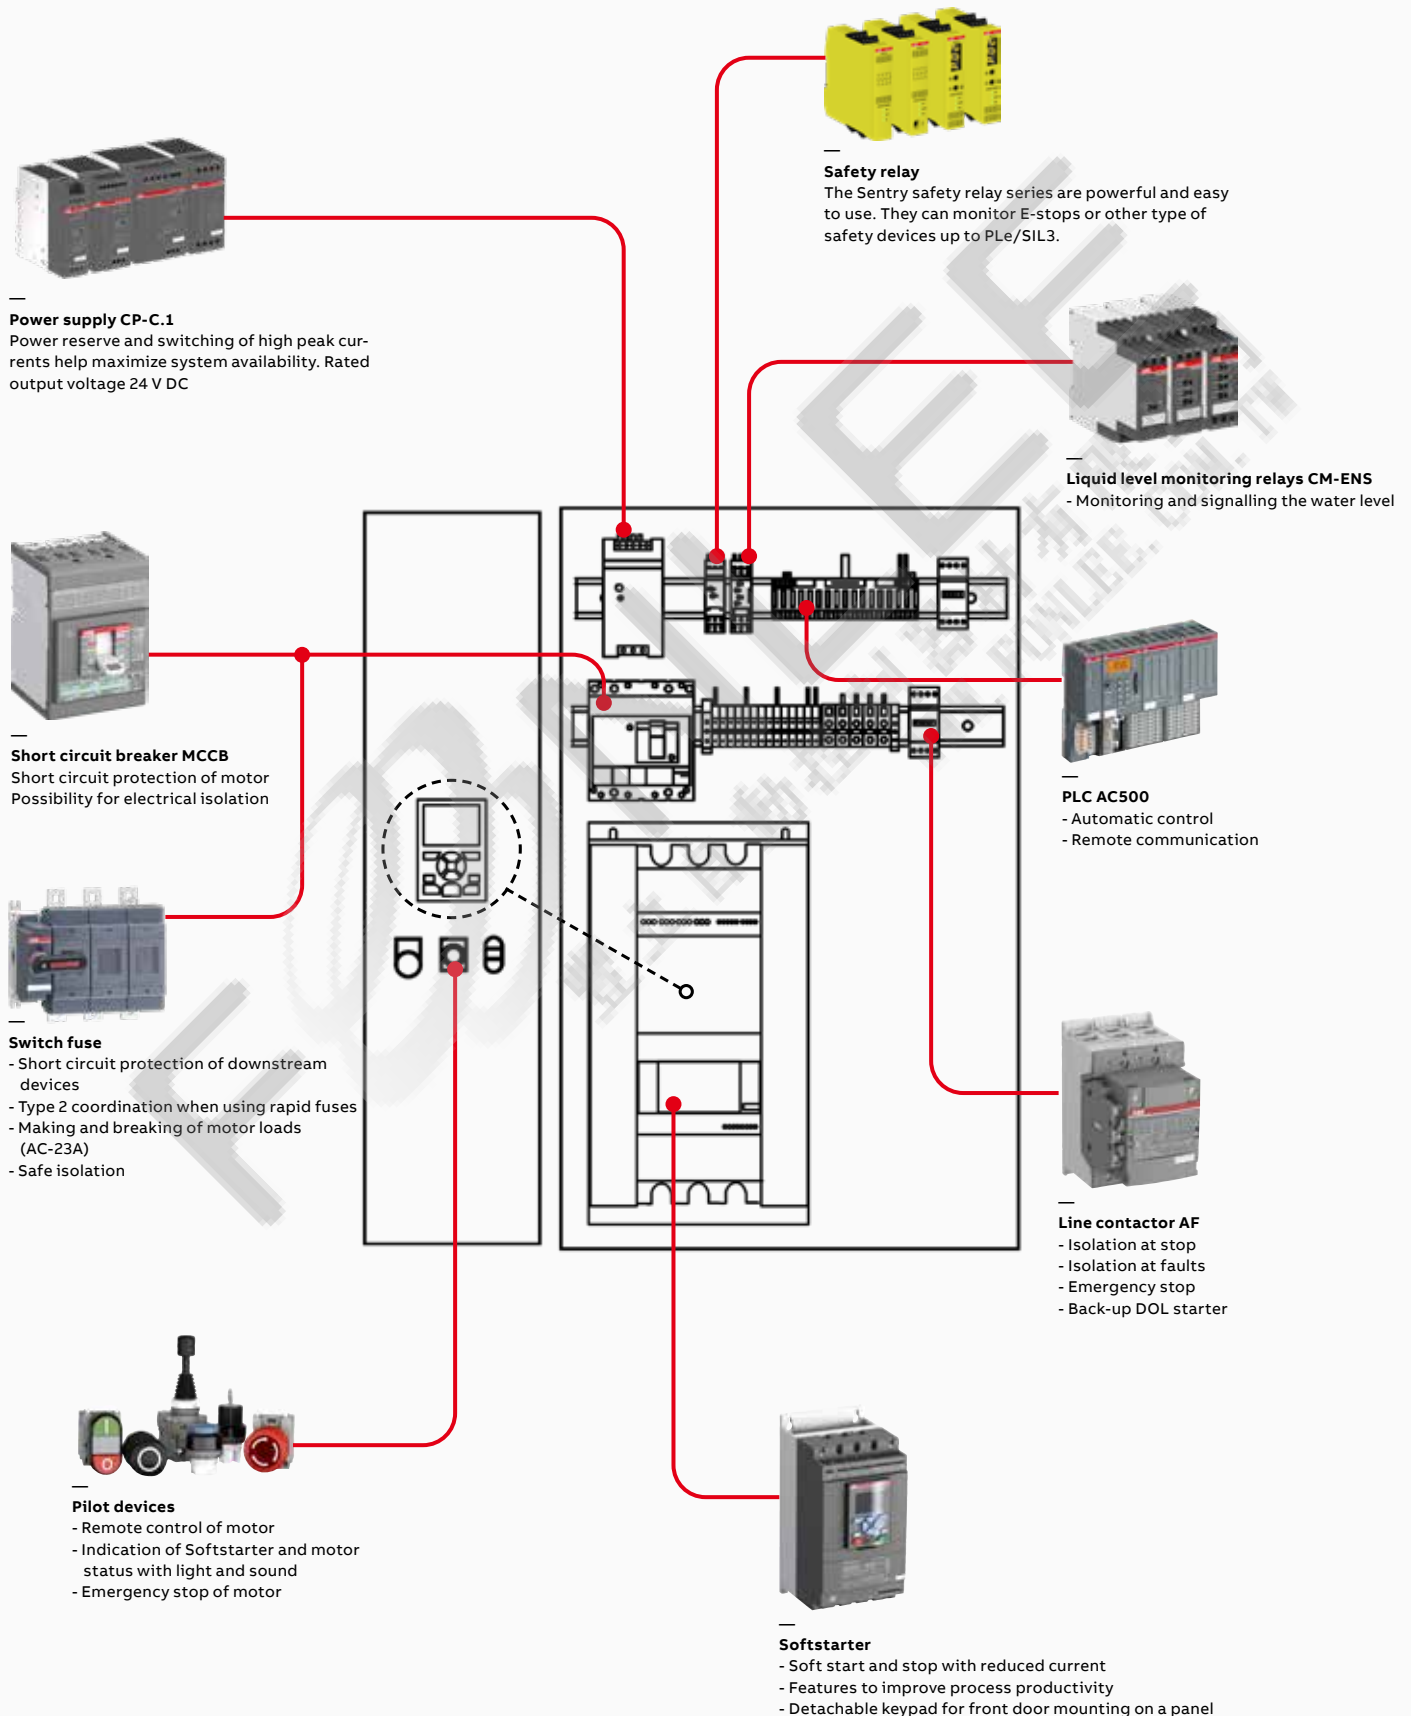 Safety relay
The Sentry safety relay series are powerful and easy
to use. They can monitor E-stops or other type of
safety devices up to PLe/SIL3.
Power supply CP-C.1
Power reserve and switching of high peak cur-
rents help maximize system availability. Rated
output voltage 24 V DC
Liquid level monitoring relays CM-ENS
- Monitoring and signalling the water level
Short circuit breaker MCCB
Short circuit protection of motor
Possibility for electrical isolation
PLC AC500
- Automatic control
- Remote communication
Switch fuse
- Short circuit protection of downstream
devices
- Type 2 coordination when using rapid fuses
- Making and breaking of motor loads
(AC-23A)
- Safe isolation
Line contactor AF
- Isolation at stop
- Isolation at faults
- Emergency stop
- Back-up DOL starter
Pilot devices
- Remote control of motor
- Indication of Softstarter and motor
status with light and sound
- Emergency stop of motor
Softstarter
- Soft start and stop with reduced current
- Features to improve process productivity
- Detachable keypad for front door mounting on a panel